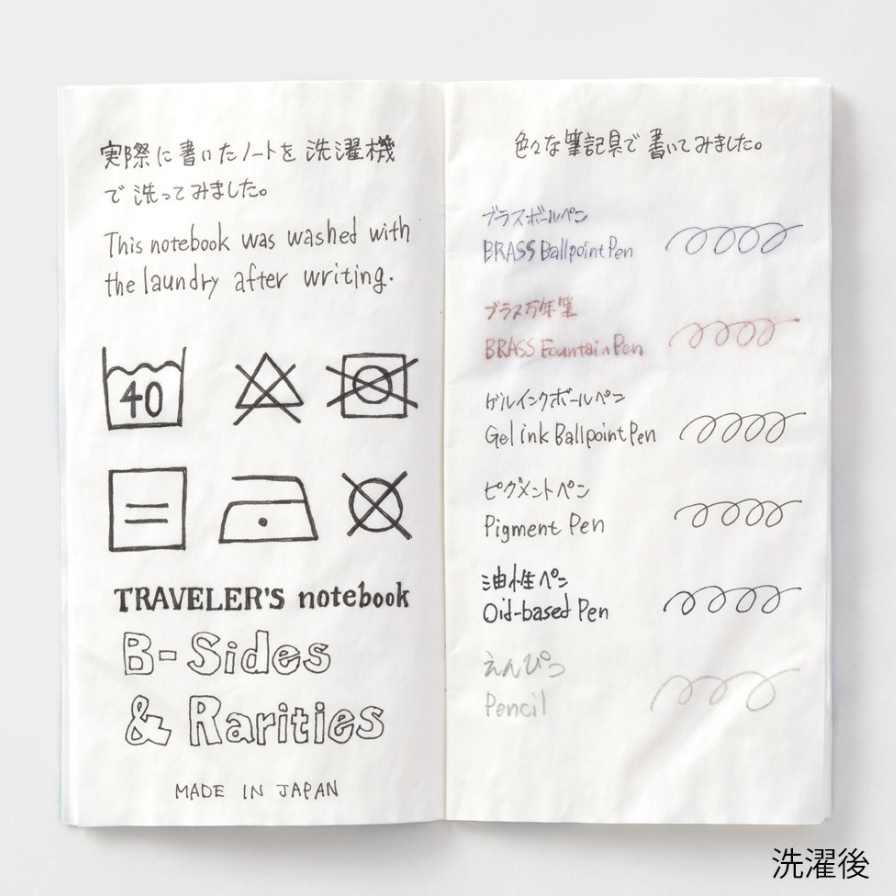 実際に書いたノートを洗濯機
で洗ってみました。
This notebook was washed with
the laundry after writing.
40
TRAVELER'S notebook
B-Sides
& Rarities
MADE IN JAPAN
色々な筆記具で書いてみました。
ブラスボールペン
BRASS Ballpoint Pen
ブラス万年筆
BRASS Fountain Pen
ゲルインクボールペン
Gel ink Ballpoint Pen
ピグメントペン
Pigment Pen
油性ペン
Oid-based Pen
えんぴつ
Pencil
洗濯後